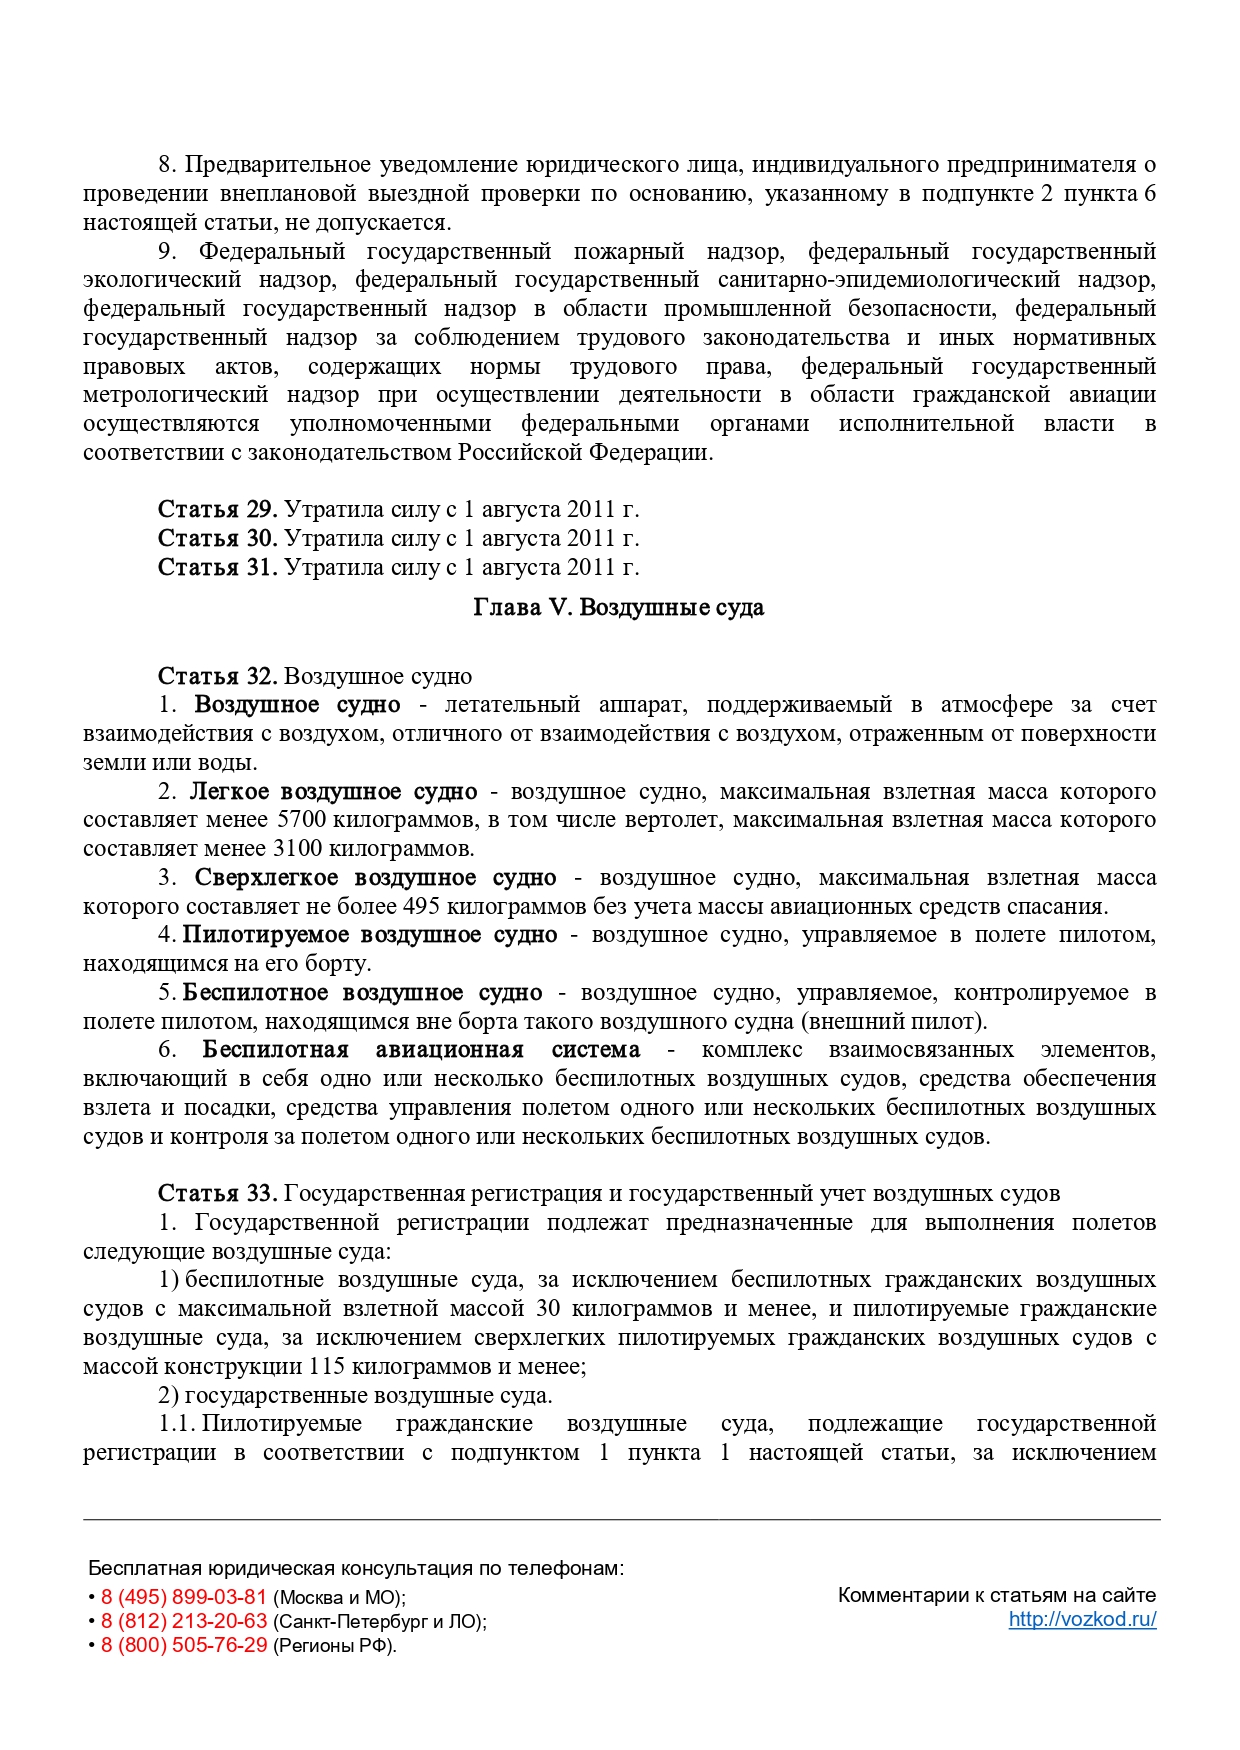 8. Предварительное уведомление юридического лица, индивидуального предпринимателя о
проведении внеплановой выездной проверки по основанию, указанному в подпункте 2 пункта 6
настоящей статьи, не допускается.
9. Федеральный государственный пожарный надзор, федеральный государственный
экологический надзор, федеральный государственный санитарно-эпидемиологический надзор,
федеральный государственный надзор в области промышленной безопасности, федеральный
государственный надзор за соблюдением трудового законодательства и иных нормативных
правовых актов, содержащих нормы трудового права, федеральный государственный
метрологический надзор при осуществлении деятельности в области гражданской авиации
осуществляются уполномоченными федеральными органами исполнительной власти в
соответствии с законодательством Российской Федерации.
Статья 29. Утратила силу с 1 августа 2011 г.
Статья 30. Утратила силу с 1 августа 2011 г.
Статья 31. Утратила силу с 1 августа 2011 г.
Глава V. Воздушные суда
Статья 32. Воздушное судно
1. Воздушное судно - летательный аппарат, поддерживаемый в атмосфере за счет
взаимодействия с воздухом, отличного от взаимодействия с воздухом, отраженным от поверхности
земли или воды.
2. Легкое воздушное судно - воздушное судно, максимальная взлетная масса которого
составляет менее 5700 килограммов, в том числе вертолет, максимальная взлетная масса которого
составляет менее 3100 килограммов.
3. Сверхлегкое воздушное судно - воздушное судно, максимальная взлетная масса
которого составляет не более 495 килограммов без учета массы авиационных средств спасания.
4. Пилотируемое воздушное судно - воздушное судно, управляемое в полете пилотом,
находящимся на его борту.
5. Беспилотное воздушное судно - воздушное судно, управляемое, контролируемое в
полете пилотом, находящимся вне борта такого воздушного судна (внешний пилот).
6. Беспилотная авиационная система - комплекс взаимосвязанных элементов,
включающий в себя одно или несколько беспилотных воздушных судов, средства обеспечения
взлета и посадки, средства управления полетом одного или нескольких беспилотных воздушных
судов и контроля за полетом одного или нескольких беспилотных воздушных судов.
Статья 33. Государственная регистрация и государственный учет воздушных судов
1. Государственной регистрации подлежат предназначенные для выполнения полетов
следующие воздушные суда:
1) беспилотные воздушные суда, за исключением беспилотных гражданских воздушных
судов с максимальной взлетной массой 30 килограммов и менее, и пилотируемые гражданские
воздушные суда, за исключением сверхлегких пилотируемых гражданских воздушных судов с
массой конструкции 115 килограммов и менее;
2) государственные воздушные суда.
1.1. Пилотируемые гражданские воздушные суда, подлежащие государственной
регистрации в соответствии с подпунктом 1 пункта 1 настоящей статьи, за исключением
Бесплатная юридическая консультация по телефонам:
• 8 (495) 899-03-81 (Москва и МО);
• 8 (812) 213-20-63 (Санкт-Петербург и ЛО);
• 8 (800) 505-76-29 (Регионы РФ).
Комментарии к статьям на сайте
http://vozkod.ru/